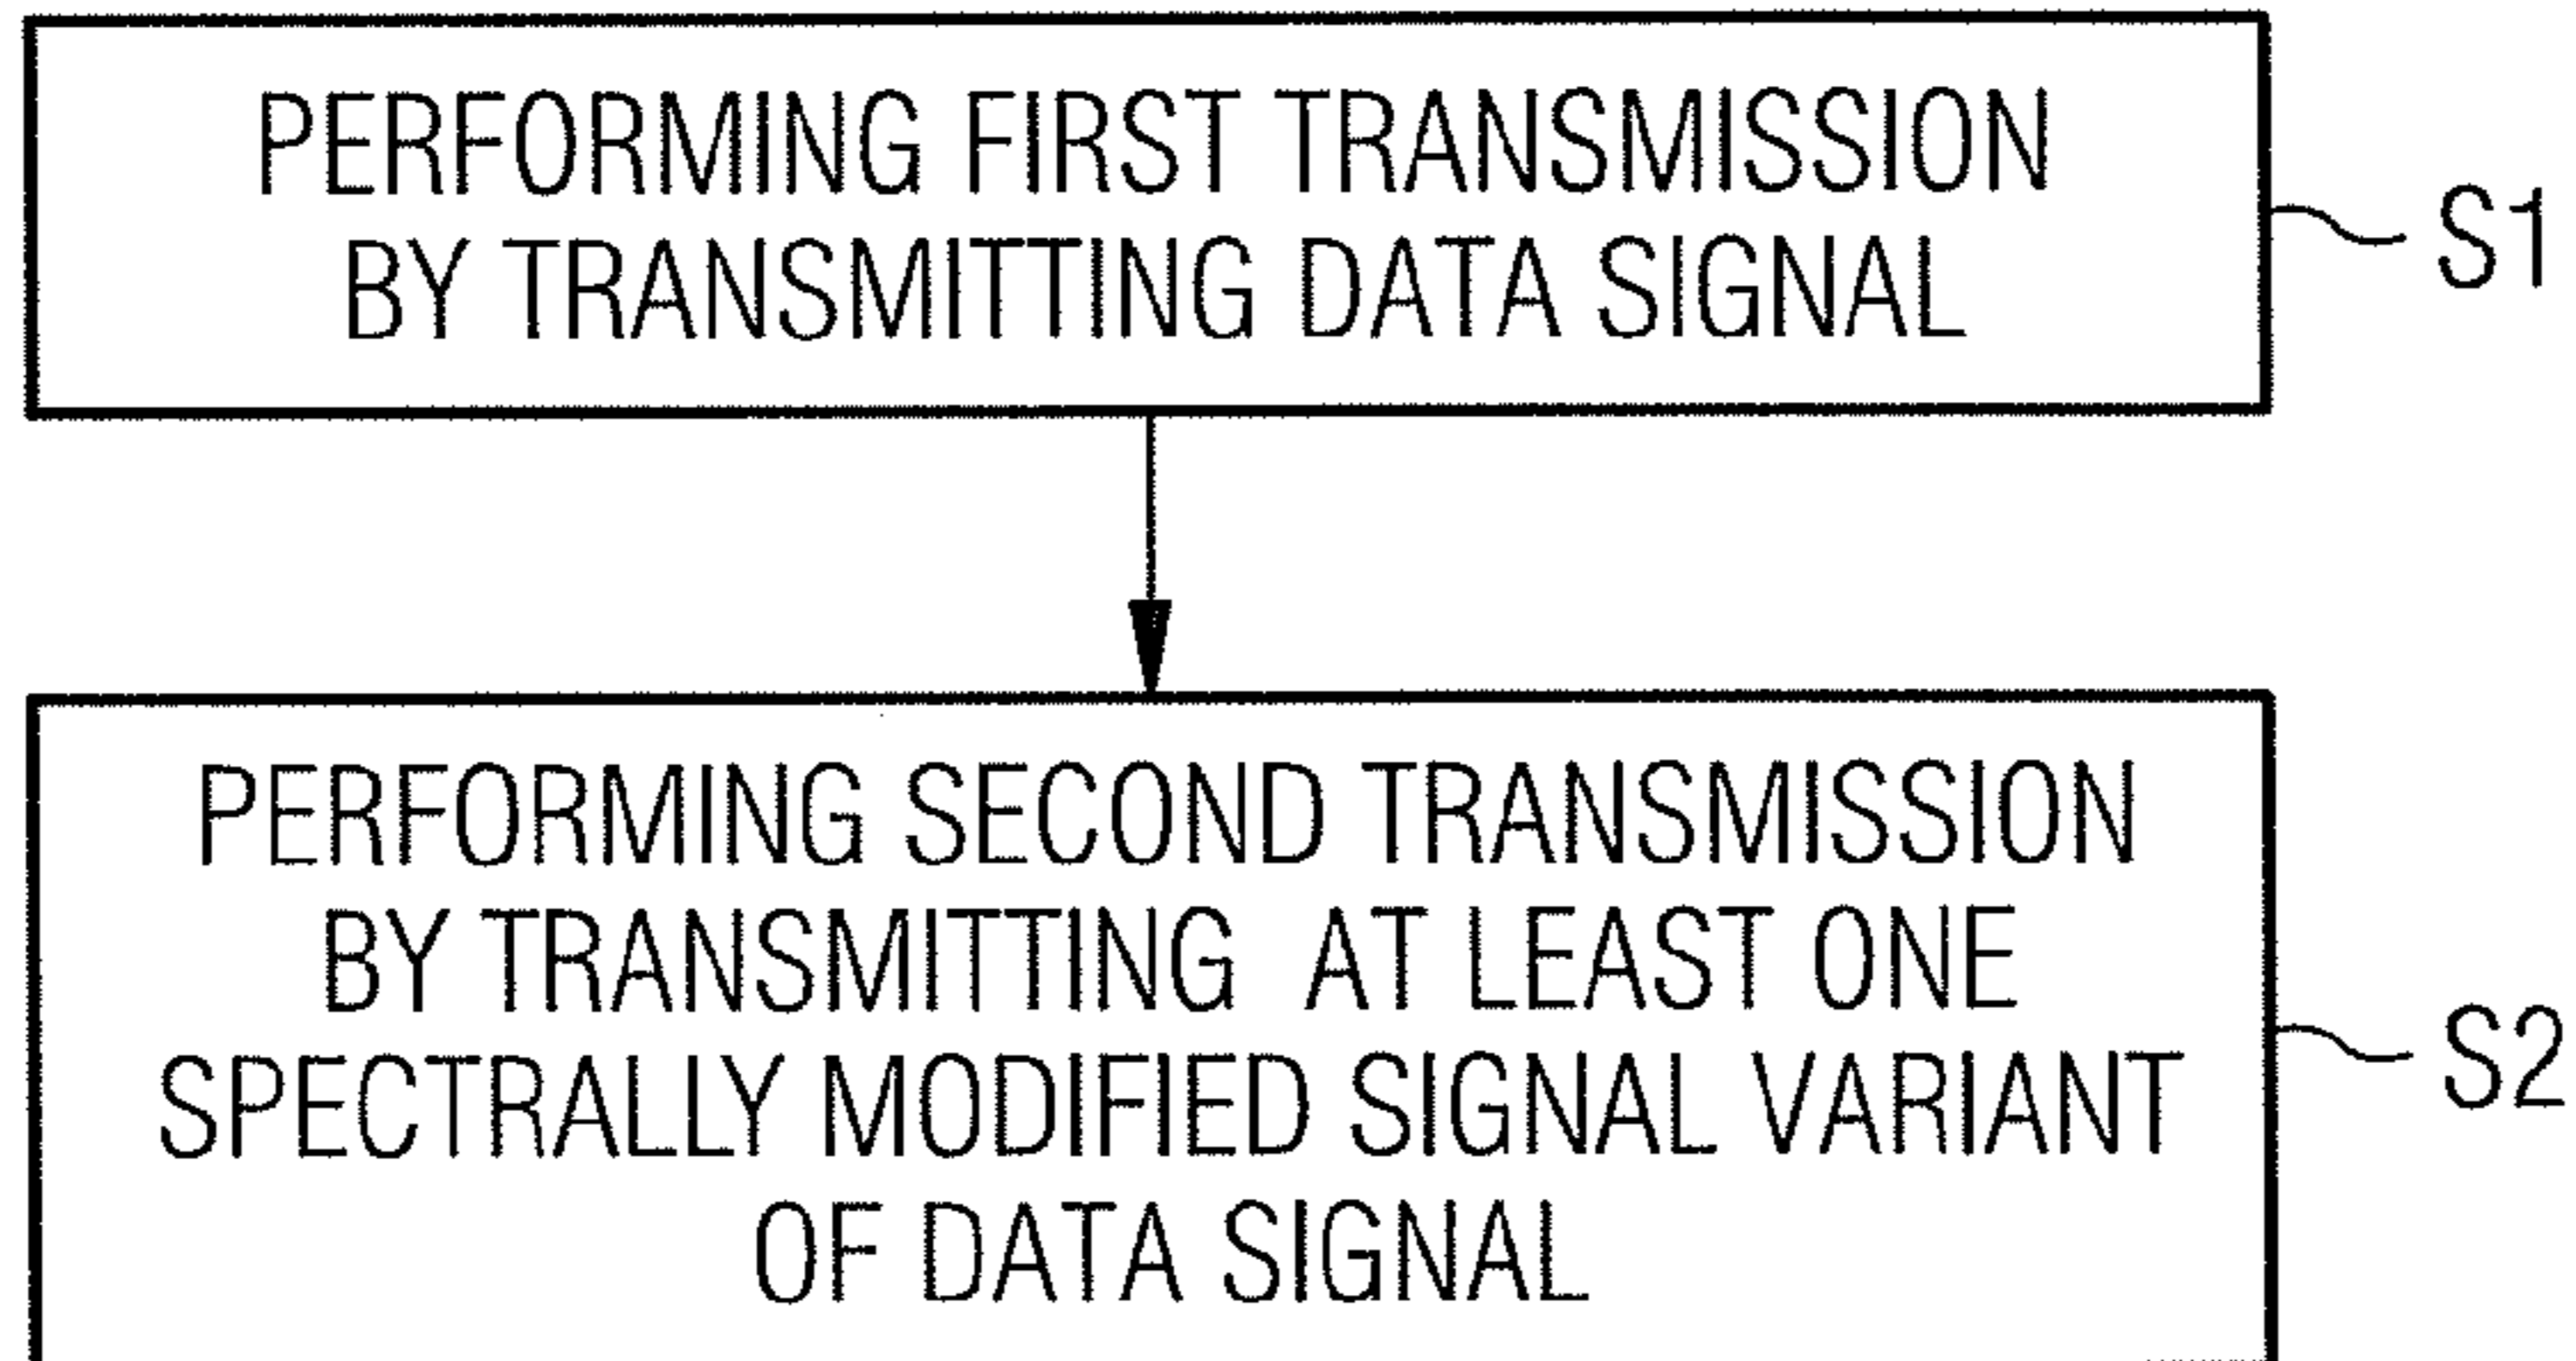 PERFORMING FIRST TRANSMISSION
BY TRANSMITTING DATA SIGNAL
S1
PERFORMING SECOND TRANSMISSION
BY TRANSMITTING AT LEAST ONE
SPECTRALLY MODIFIED SIGNAL VARIANT
OF DATA SIGNAL
S2